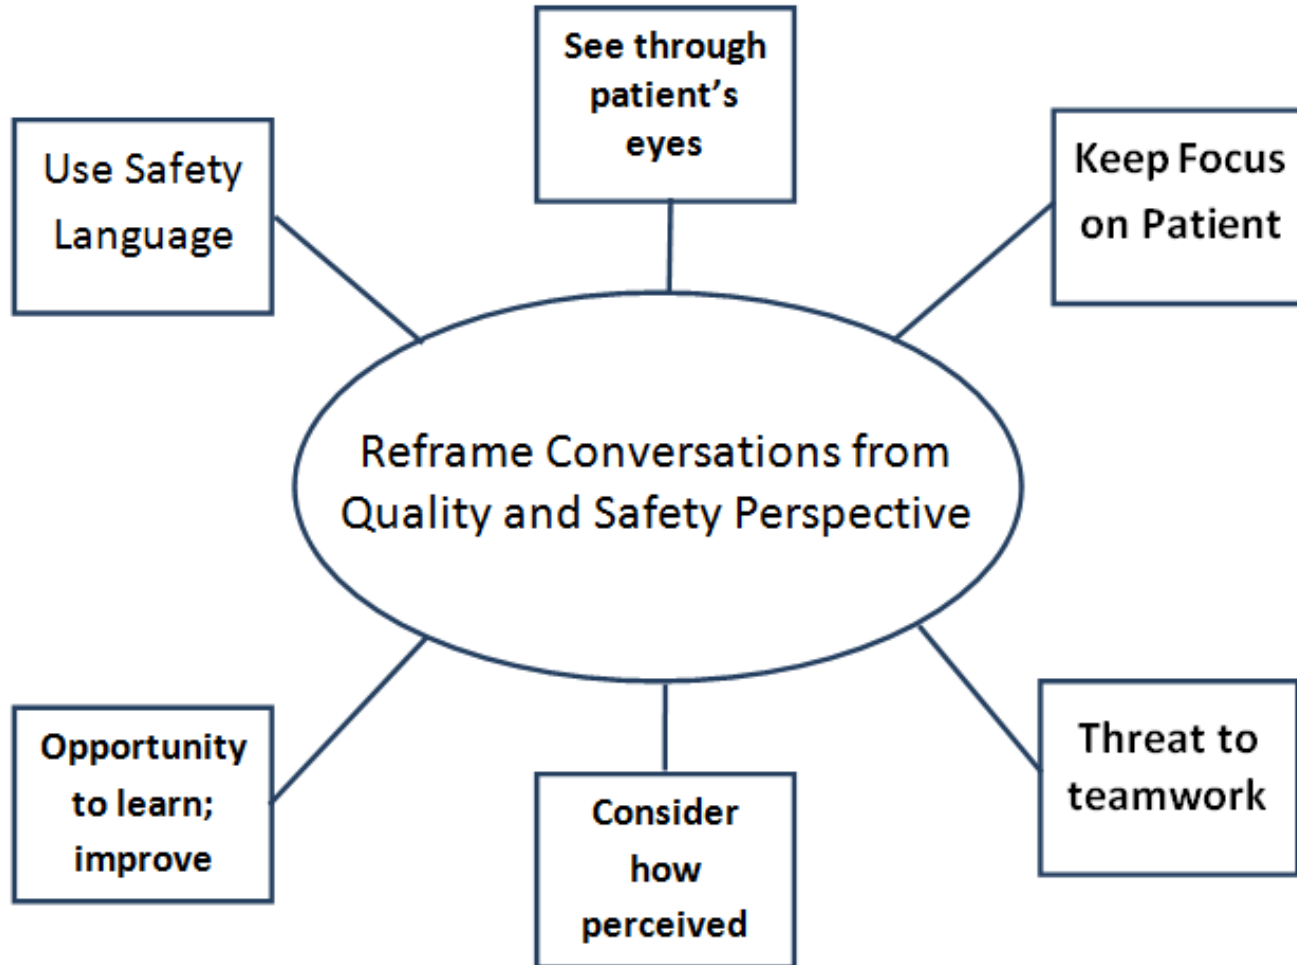 See through
patient’s
eyes
Use Safety
Language
Keep Focus
on Patient
Reframe Conversations from
Quality and Safety Perspective
Opportunity
to learn;
improve
Consider
how
perceived
Threat to
teamwork